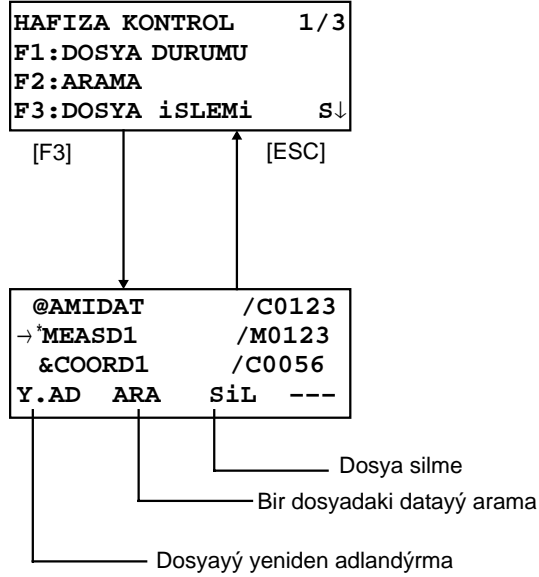 HAFIZA KONTROL 1/3
F1:DOSYA DURUMU
F2:ARAMA
F3:DOSYA iSLEMi S↓
[F3] [ESC]
@AMIDAT /C0123
→*MEASD1 /M0123
&COORD1 /C0056
Y.AD ARA SiL ---
Dosya silme
Bir dosyadaki datayý arama
Dosyayý yeniden adlandýrma